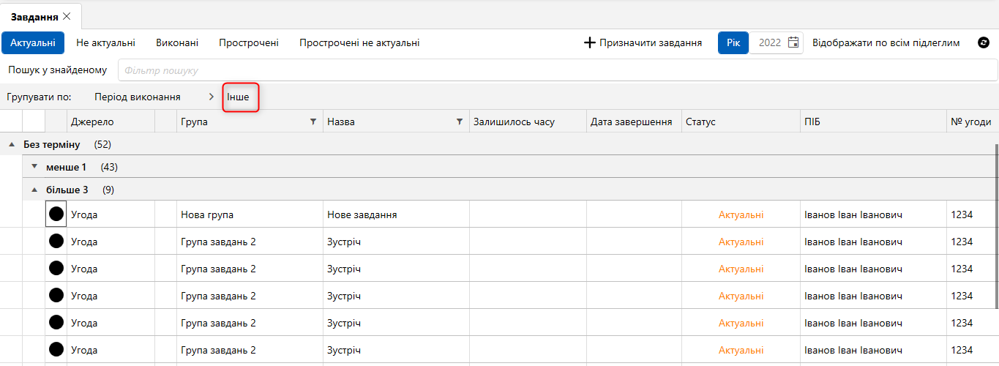 Завдання
Актуальні Не актуальні Виконані Прострочені Прострочені не актуальні Призначити завдання Рік 2022 Відображати по всім підлеглим
Пошук у знайденому Фільтр пошуку
Групувати по: Період виконання > Інше
Джерело Група Назва Залишилось часу Дата завершення Статус ПІБ № угоди
Без терміну (52)
менше 1 (43)
більше 3 (9)
Угода Нова група Нове завдання Актуальні Іванов Іван Іванович 1234
Угода Група завдань 2 Зустріч Актуальні Іванов Іван Іванович 1234
Угода Група завдань 2 Зустріч Актуальні Іванов Іван Іванович 1234
Угода Група завдань 2 Зустріч Актуальні Іванов Іван Іванович 1234
Угода Група завдань 2 Зустріч Актуальні Іванов Іван Іванович 1234
Угода Група завдань 2 Зустріч Актуальні Іванов Іван Іванович 1234